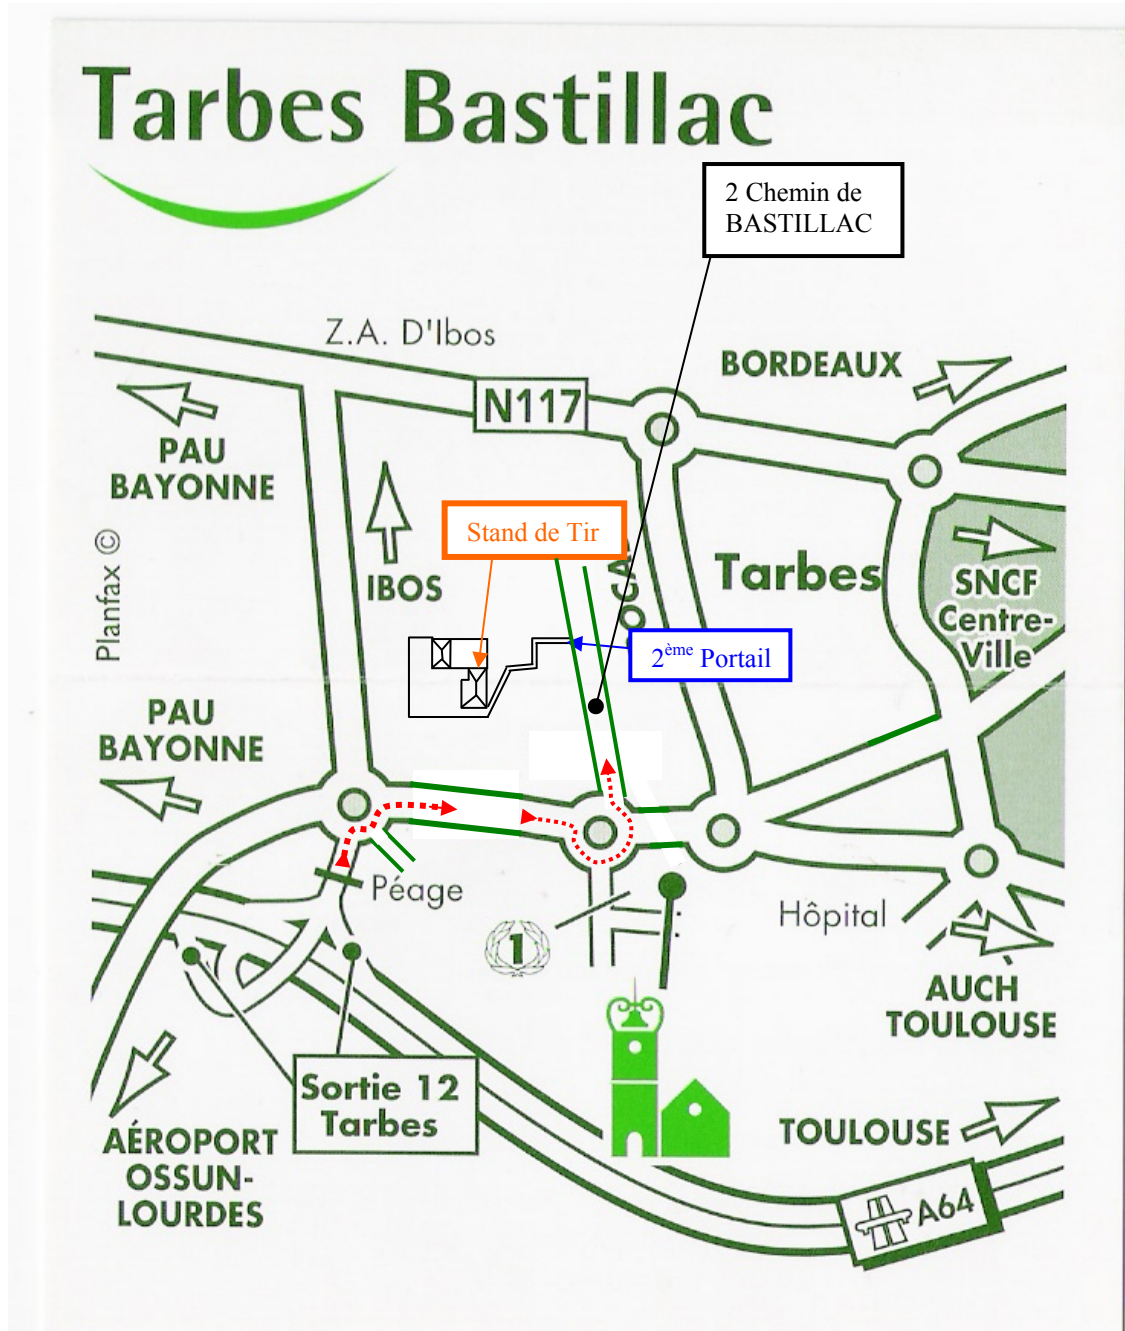 Tarbes Bastillac
2 Chemin de
BASTILLAC
Z.A. D'Ibos
BORDEAUX
N117
PAU
BAYONNE
Stand de Tir
Planfax ©
IBOS
Tarbes
SNCF
Centre-
Ville
2ème Portail
PAU
BAYONNE
Péage
1
Hôpital
AUCH
TOULOUSE
Sortie 12
Tarbes
AÉROPORT
OSSUN-
LOURDES
TOULOUSE
A64